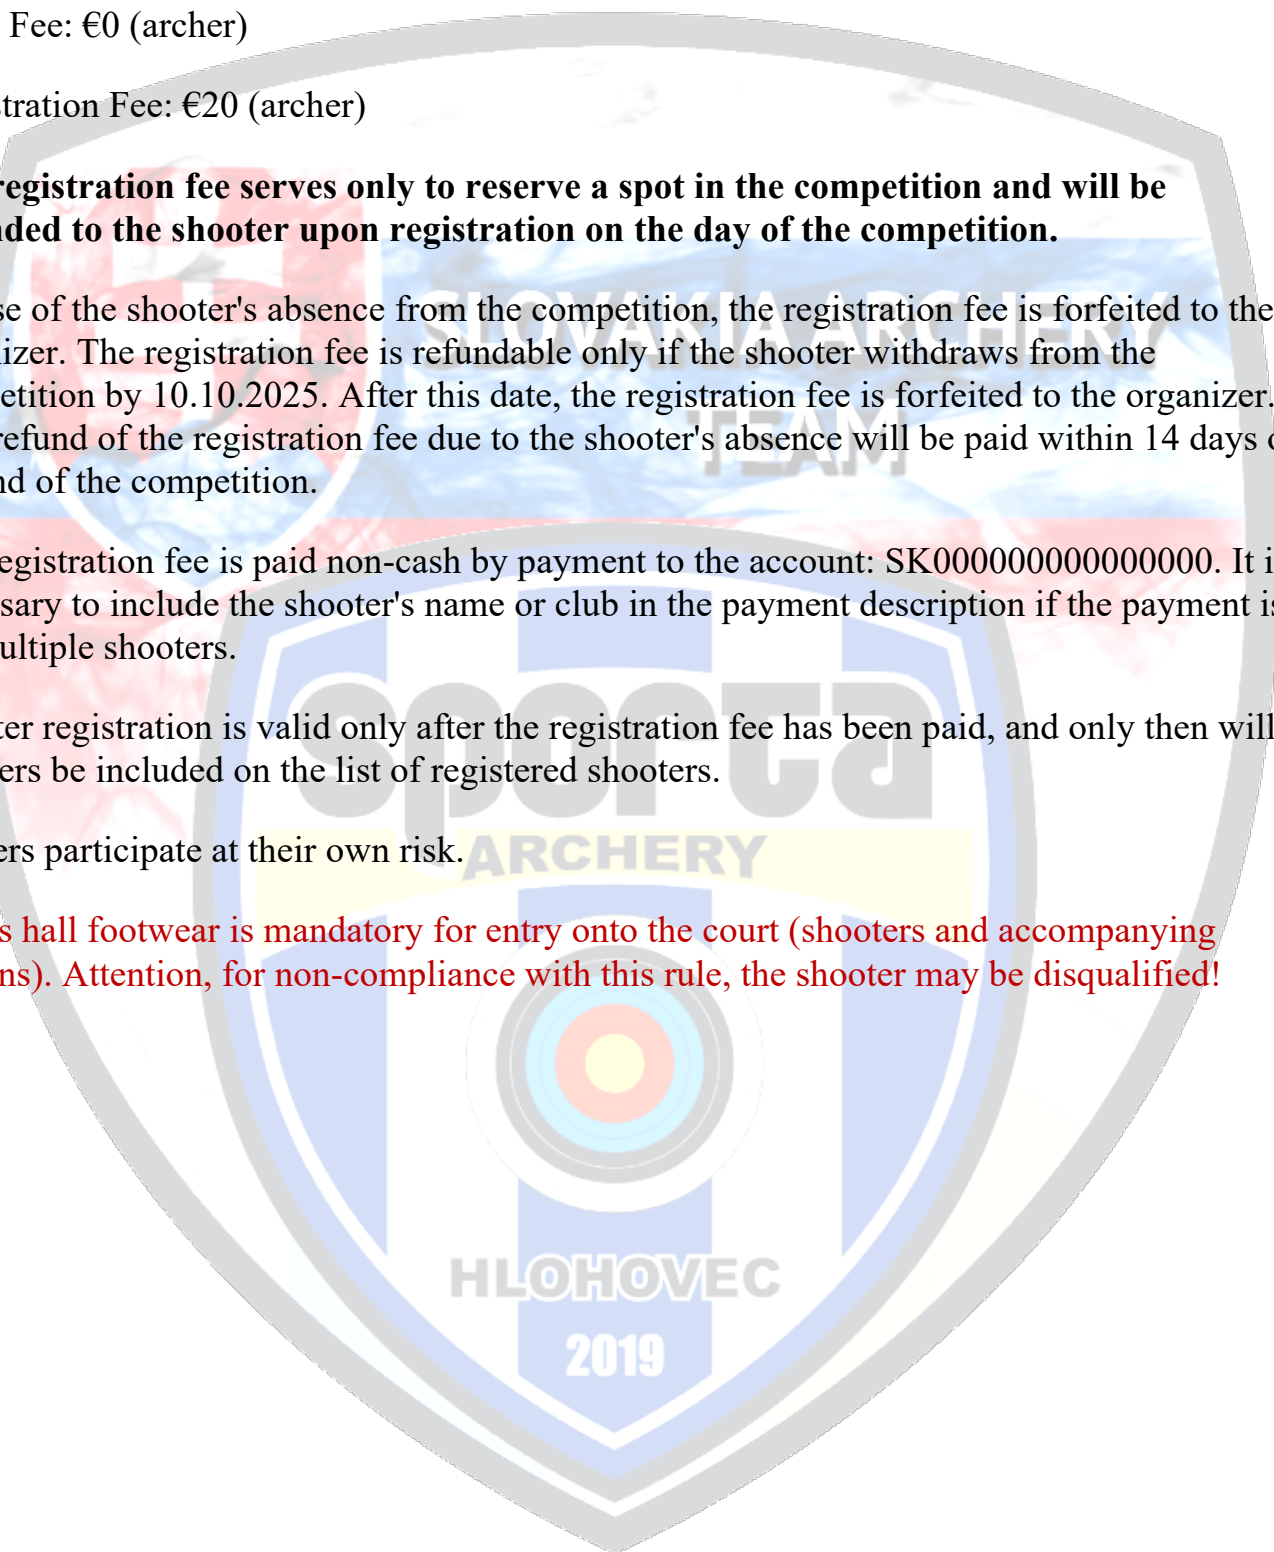 Fee: €0 (archer)
stration Fee: €20 (archer)
registration fee serves only to reserve a spot in the competition and will be
nded to the shooter upon registration on the day of the competition.
se of the shooter's absence from the competition, the registration fee is forfeited to the
izer. The registration fee is refundable only if the shooter withdraws from the
etition by 10.10.2025. After this date, the registration fee is forfeited to the organizer.
refund of the registration fee due to the shooter's absence will be paid within 14 days o
nd of the competition.
egistration fee is paid non-cash by payment to the account: SK000000000000000. It i
sary to include the shooter's name or club in the payment description if the payment is
ultiple shooters.
ter registration is valid only after the registration fee has been paid, and only then will
ers be included on the list of registered shooters.
ers participate at their own risk.
s hall footwear is mandatory for entry onto the court (shooters and accompanying
ns). Attention, for non-compliance with this rule, the shooter may be disqualified!
SLOVAKIA ARCHERY
TEAM
sporta
ARCHERY
HLOHOVEC
2019